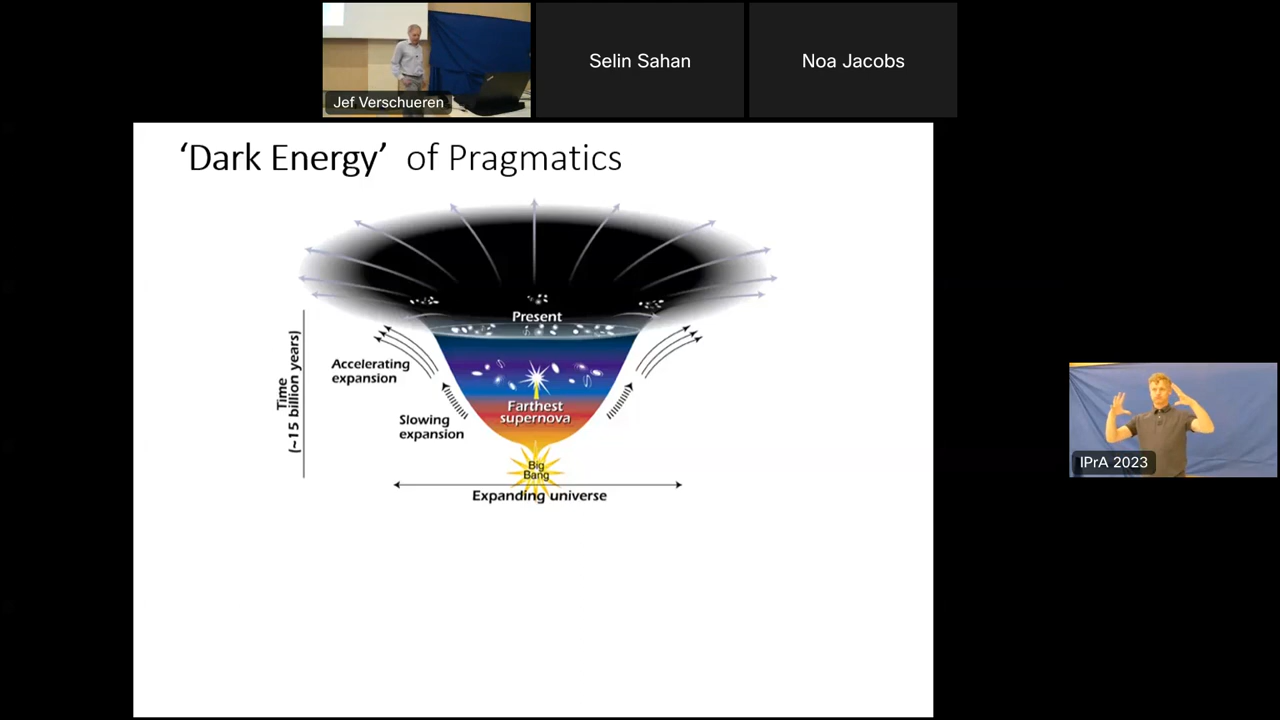 Jef Verschueren
Selin Sahan
Noa Jacobs
‘Dark Energy’ of Pragmatics
Present
Accelerating
expansion
Farthest
supernova
Slowing
expansion
Time
(~15 billion years)
Big
Bang
Expanding universe
IPrA 2023